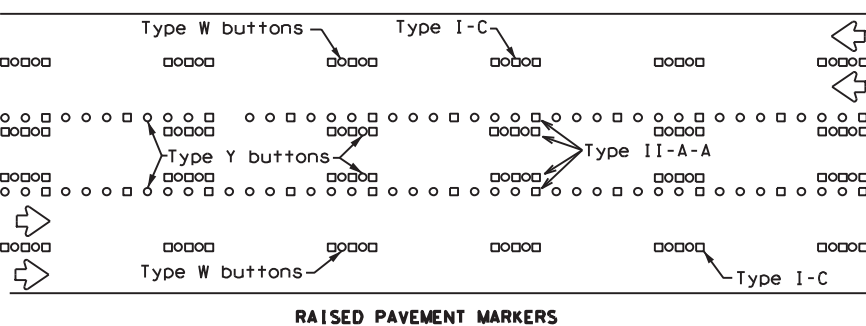 Type W buttons
Type I-C
Type Y buttons
Type II-A-A
Type W buttons
Type I-C
RAISED PAVEMENT MARKERS